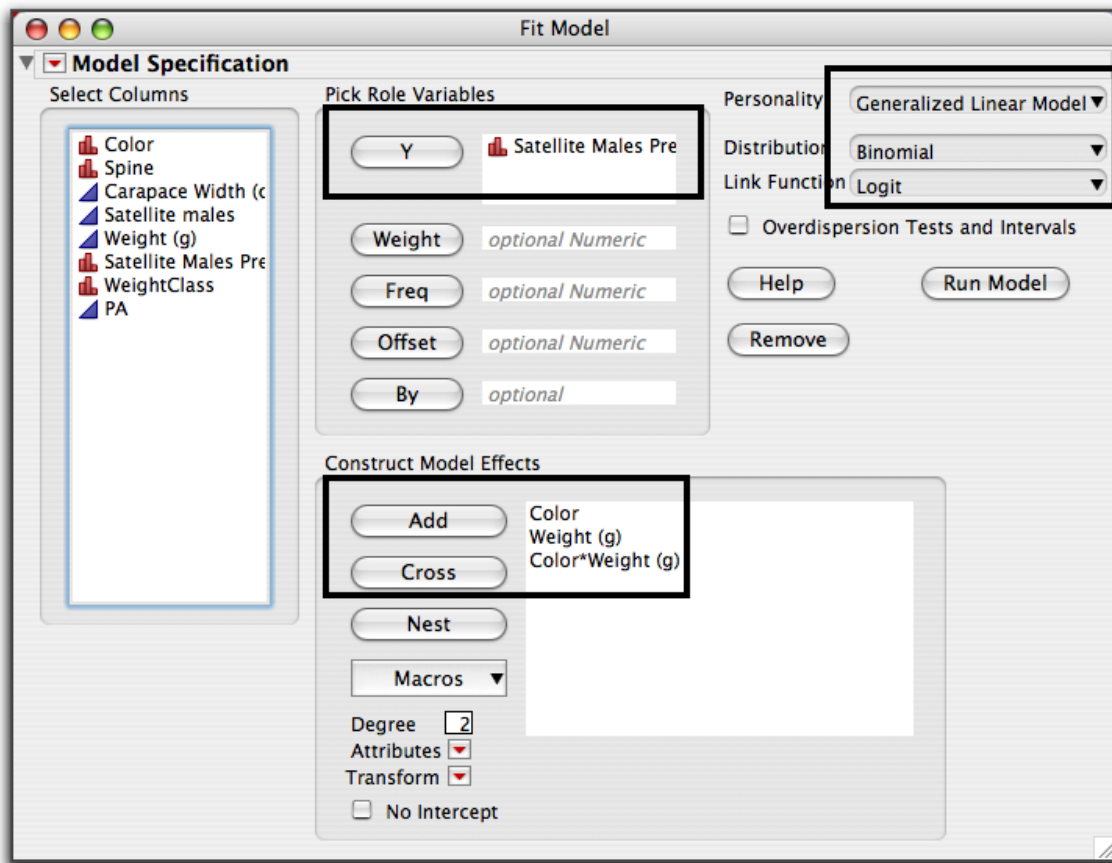 Fit Model
Model Specification
Select Columns
Color
Spine
Carapace Width (c
Satellite males
Weight (g)
Satellite Males Pre
WeightClass
PA
Pick Role Variables
Y
Satellite Males Pre
Weight
optional Numeric
Freq
optional Numeric
Offset
optional Numeric
By
optional
Personality
Generalized Linear Model
Distribution
Binomial
Link Function
Logit
Overdispersion Tests and Intervals
Help
Run Model
Remove
Construct Model Effects
Add
Cross
Nest
Macros
Color
Weight (g)
Color*Weight (g)
Degree 2
Attributes
Transform
No Intercept